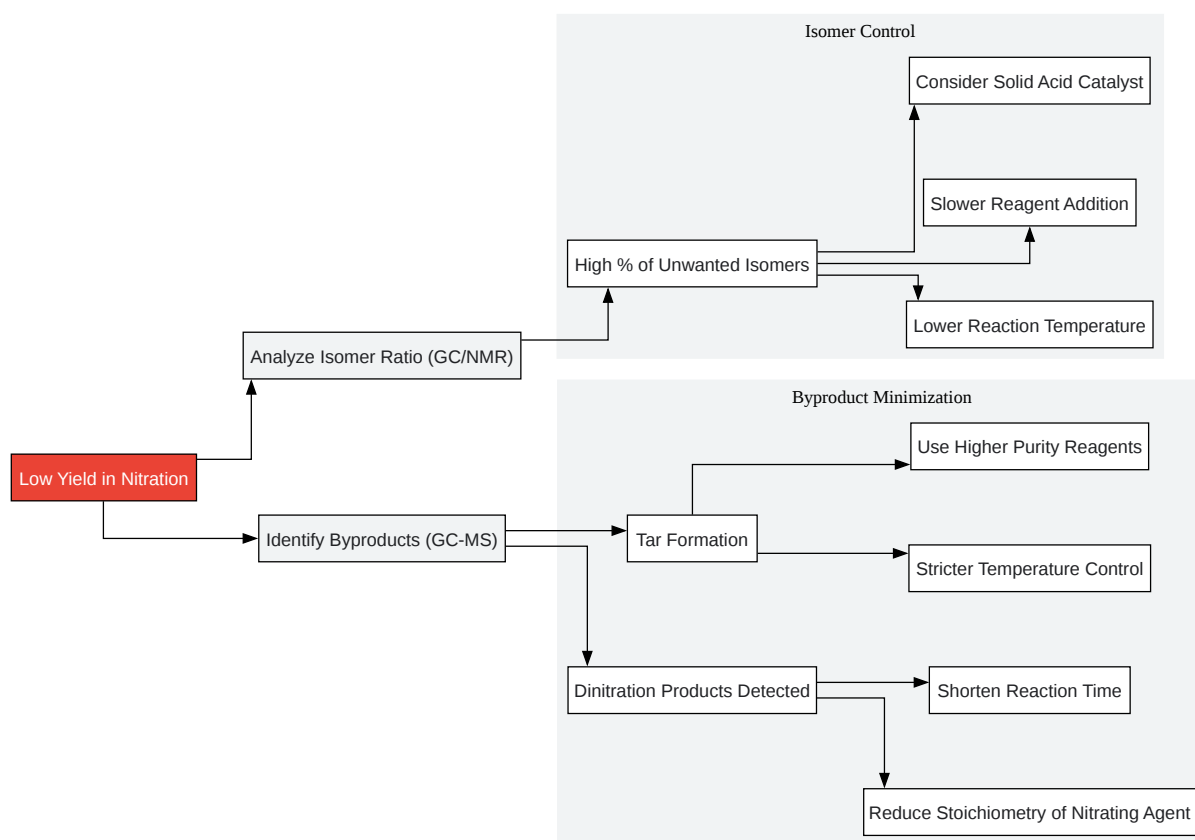 Isomer Control
Consider Solid Acid Catalyst
Slower Reagent Addition
High % of Unwanted Isomers
Lower Reaction Temperature
Analyze Isomer Ratio (GC/NMR)
Byproduct Minimization
Use Higher Purity Reagents
Low Yield in Nitration
Identify Byproducts (GC-MS)
Tar Formation
Stricter Temperature Control
Dinitration Products Detected
Shorten Reaction Time
Reduce Stoichiometry of Nitrating Agent